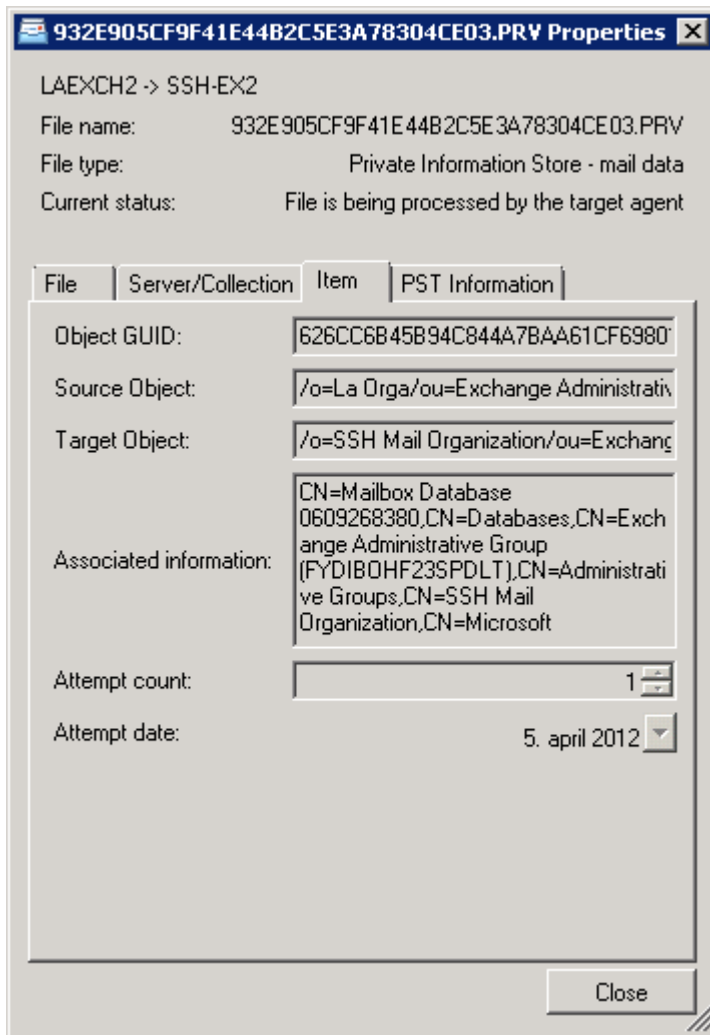 932E905CF9F41E44B2C5E3A78304CE03.PRV Properties
LAEXCH2 -> SSH-EX2
File name: 932E905CF9F41E44B2C5E3A78304CE03.PRV
File type: Private Information Store - mail data
Current status: File is being processed by the target agent
File Server/Collection Item PST Information
Object GUID: 626CC6B45B94C844A7BAA61CF6980
Source Object: /o=La Orga/ou=Exchange Administrativ
Target Object: /o=SSH Mail Organization/ou=Exchang
Associated information:
CN=Mailbox Database
0609268380,CN=Databases,CN=Exch
ange Administrative Group
(FYDIBOHF23SPDLT),CN=Administrati
ve Groups,CN=SSH Mail
Organization,CN=Microsoft
Attempt count: 1
Attempt date: 5. april 2012
Close